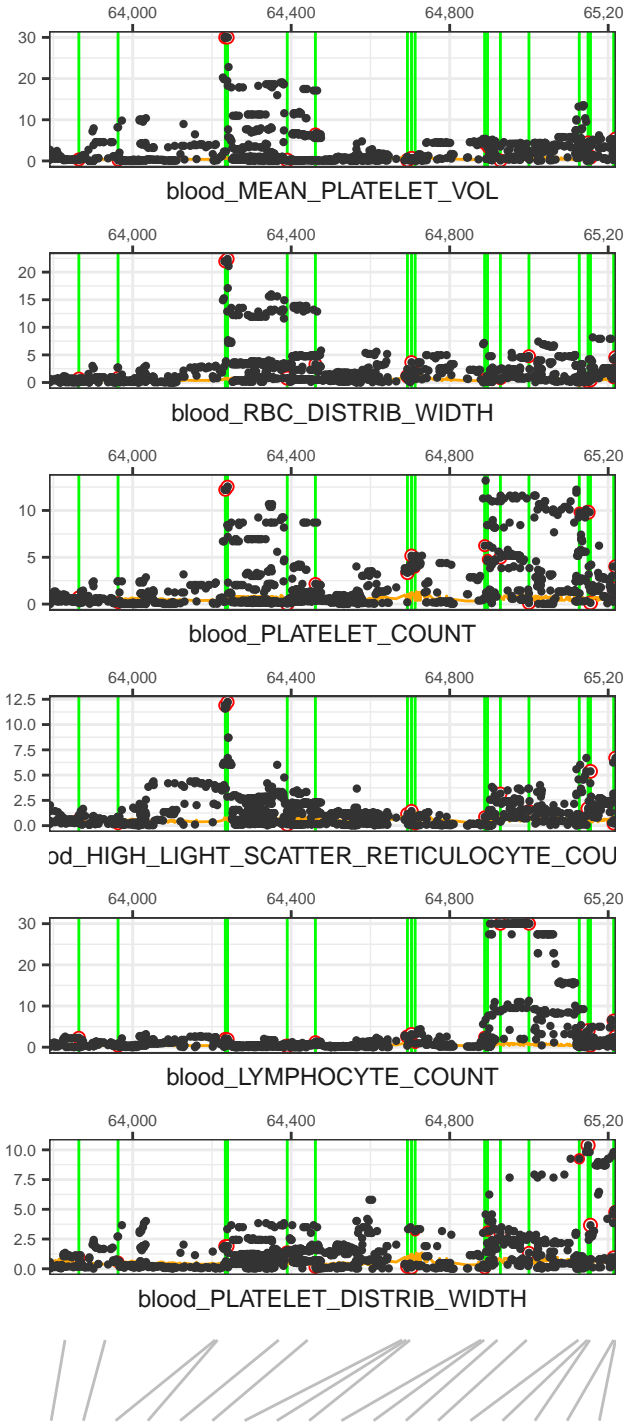 64,000 64,400 64,800 65,20
30
20
10
0
blood_MEAN_PLATELET_VOL
64,000 64,400 64,800 65,20
20
15
10
5
0
blood_RBC_DISTRIB_WIDTH
64,000 64,400 64,800 65,20
10
5
0
blood_PLATELET_COUNT
64,000 64,400 64,800 65,20
12.5
10.0
7.5
5.0
2.5
0.0
od_HIGH_LIGHT_SCATTER_RETICULOCYTE_COU
64,000 64,400 64,800 65,20
30
20
10
0
blood_LYMPHOCYTE_COUNT
64,000 64,400 64,800 65,20
10.0
7.5
5.0
2.5
0.0
blood_PLATELET_DISTRIB_WIDTH